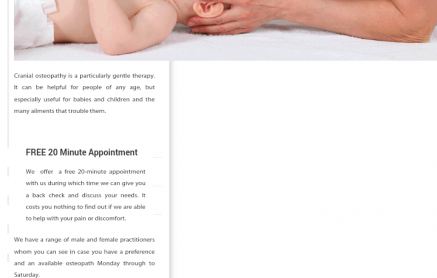 Cranial osteopathy is a particularly gentle therapy.
It can be helpful for people of any age, but
especially useful for babies and children and the
many ailments that trouble them.
FREE 20 Minute Appointment
We offer a free 20-minute appointment
with us during which time we can give you
a back check and discuss your needs. It
costs you nothing to find out if we are able
to help with your pain or discomfort.
We have a range of male and female practitioners
whom you can see in case you have a preference
and an available osteopath Monday through to
Saturday.